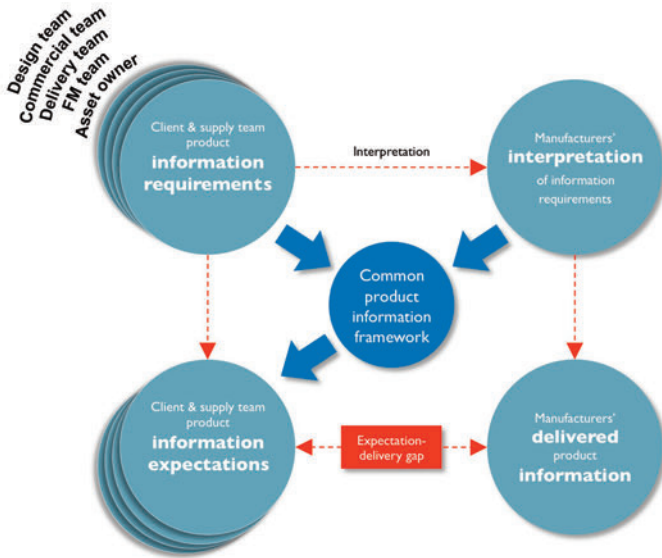 Design team
Commercial team
Delivery team
FM team
Asset owner
Client & supply team
product
information
requirements
Interpretation
Manufacturers'
interpretation
of information
requirements
Common
product
information
framework
Client & supply team
product
information
expectations
Expectation-
delivery gap
Manufacturers'
delivered
product
information